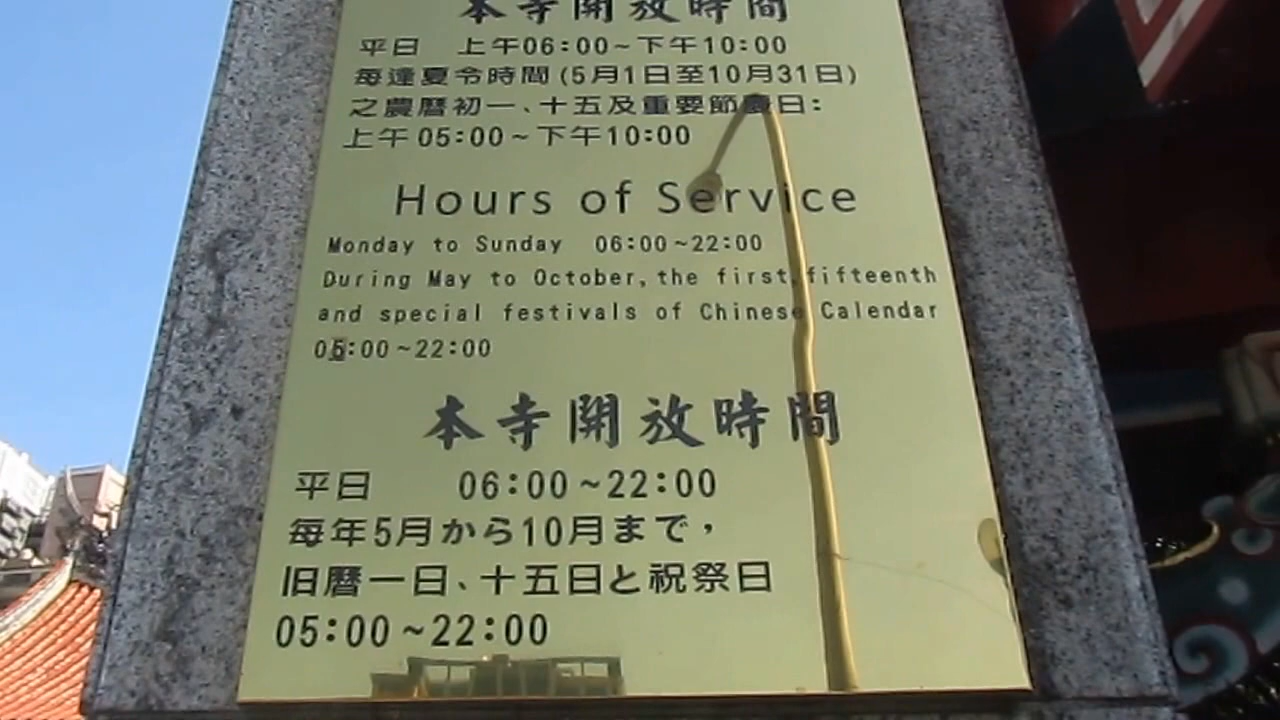 本寺開放時間
平日 上午06:00~下午10:00
每逢夏令時間(5月1日至10月31日)
之農曆初一、十五及重要節慶日:
上午05:00~下午10:00
Hours of Service
Monday to Sunday 06:00~22:00
During May to October, the first, fifteenth
and special festivals of Chinese Calendar
05:00~22:00
本寺開放時間
平日 06:00~22:00
每年5月から10月まで,
旧暦一日、十五日と祝祭日
05:00~22:00